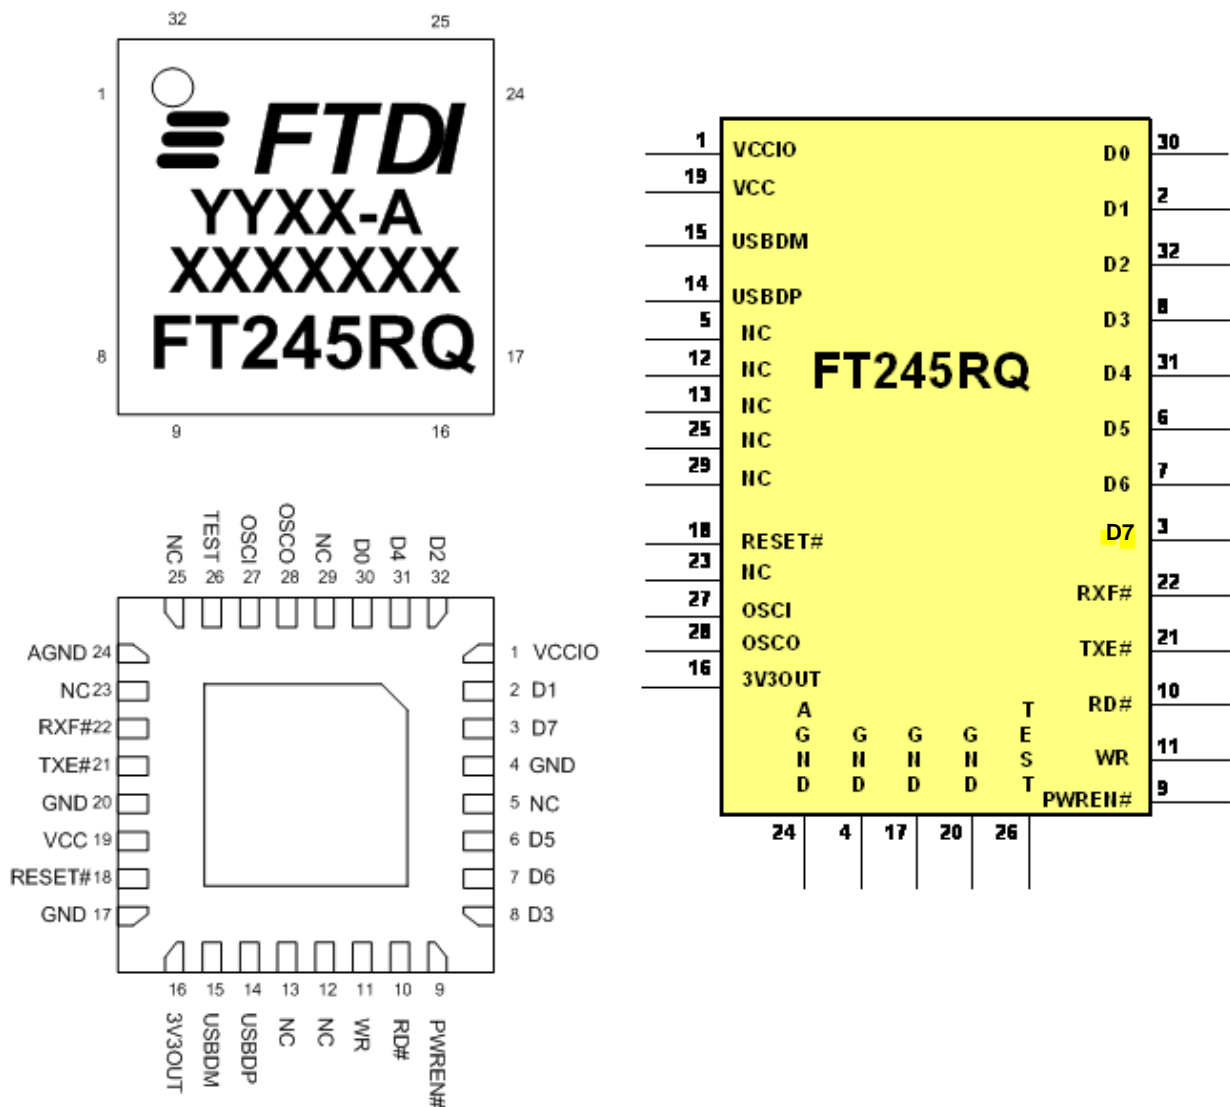 32 25
1 24
FTDI
YYXX-A
XXXXXXX
FT245RQ
8 17
9 16
NC TEST OSCI OSCO NC D0 D4 D2
25 26 27 28 29 30 31 32
AGND 24 1 VCCIO
NC 23 2 D1
RXF# 22 3 D7
TXE# 21 4 GND
GND 20 5 NC
VCC 19 6 D5
RESET# 18 7 D6
GND 17 8 D3
16 15 14 13 12 11 10 9
3V3OUT USBDM USBDP NC NC WR RD# PWREN#
FT245RQ
1 VCCIO
19 VCC
15 USBDM
14 USBDP
5 NC
12 NC
13 NC
25 NC
29 NC
18 RESET#
23 NC
27 OSCI
28 OSCO
16 3V3OUT
D0 30
D1 2
D2 32
D3 8
D4 31
D5 6
D6 7
D7 3
RXF# 22
TXE# 21
RD# 10
WR 11
PWREN# 9
AGND GND GND GND TEST
24 4 17 20 26